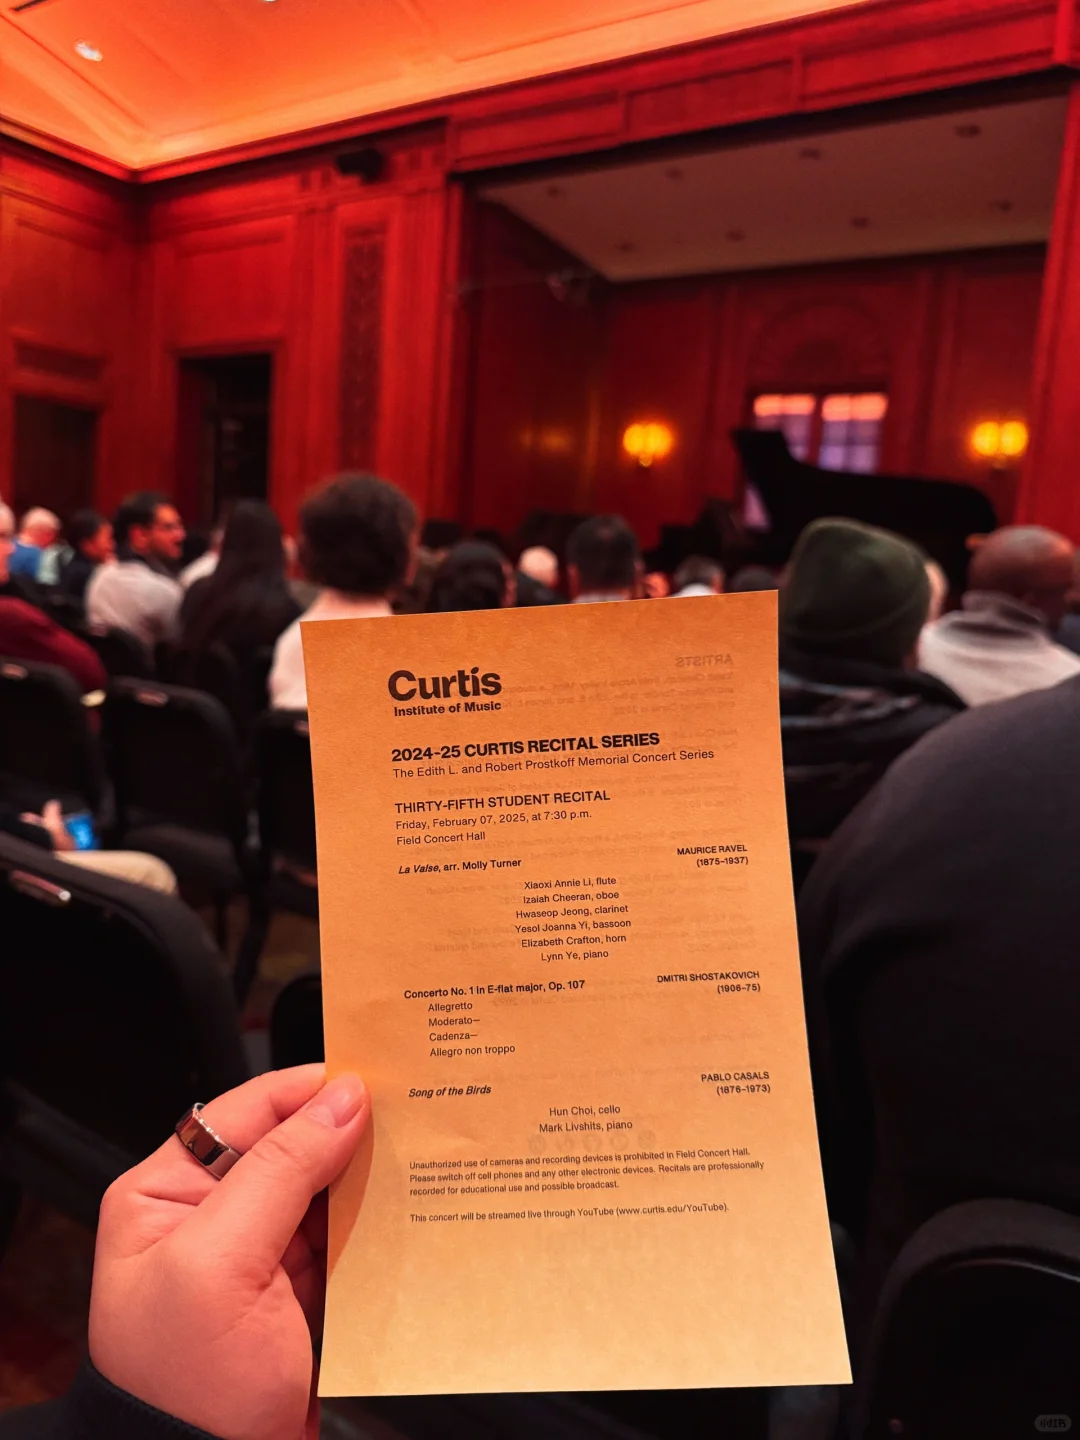 Curtis
Institute of Music
2024-25 CURTIS RECITAL SERIES
The Edith L. and Robert Prostkoff Memorial Concert Series
THIRTY-FIFTH STUDENT RECITAL
Friday, February 07, 2025, at 7:30 p.m.
Field Concert Hall
La Valse, arr. Molly Turner MAURICE RAVEL
(1875-1937)
Xiaoxi Annie Li, flute
Izaiah Cheeran, oboe
Hwaseop Jeong, clarinet
Yesol Joanna Yi, bassoon
Elizabeth Crafton, horn
Lynn Ye, piano
Concerto No. 1 in E-flat major, Op. 107 DMITRI SHOSTAKOVICH
(1906-75)
Allegretto
Moderato—
Cadenza—
Allegro non troppo
Song of the Birds PABLO CASALS
(1876-1973)
Hun Choi, cello
Mark Livshits, piano
Unauthorized use of cameras and recording devices is prohibited in Field Concert Hall.
Please switch off cell phones and any other electronic devices. Recitals are professionally
recorded for educational use and possible broadcast.
This concert will be streamed live through YouTube (www.curtis.edu/YouTube).
ARTISTS